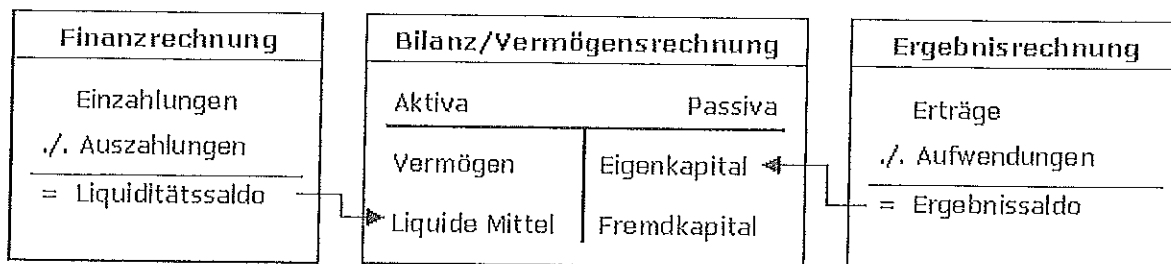 Finanzrechnung
Einzahlungen
./. Auszahlungen
= Liquiditätssaldo
Bilanz/Vermögensrechnung
Aktiva Passiva
Vermögen Eigenkapital
Liquide Mittel Fremdkapital
Ergebnisrechnung
Erträge
./. Aufwendungen
= Ergebnissaldo